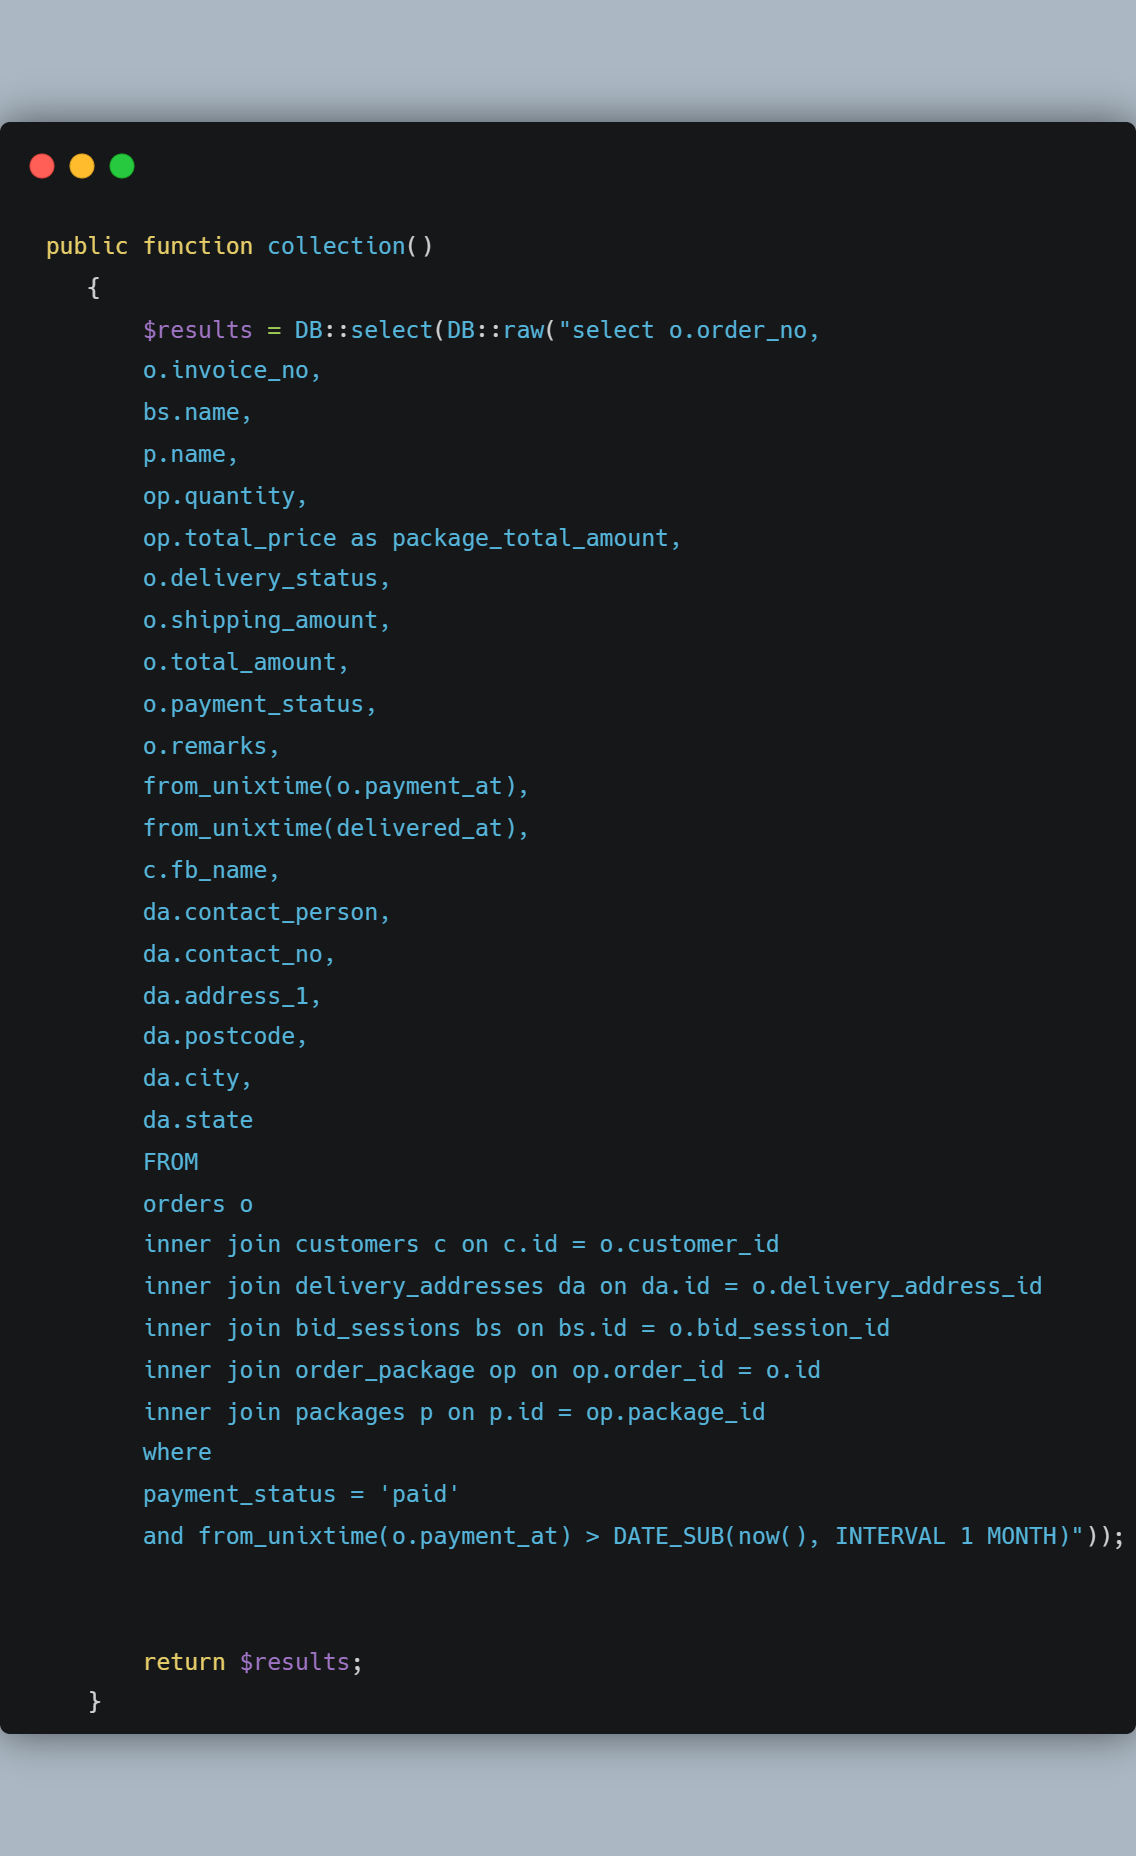 public function collection()
{
$results = DB::select(DB::raw("select o.order_no,
o.invoice_no,
bs.name,
p.name,
op.quantity,
op.total_price as package_total_amount,
o.delivery_status,
o.shipping_amount,
o.total_amount,
o.payment_status,
o.remarks,
from_unixtime(o.payment_at),
from_unixtime(delivered_at),
c.fb_name,
da.contact_person,
da.contact_no,
da.address_1,
da.postcode,
da.city,
da.state
FROM
orders o
inner join customers c on c.id = o.customer_id
inner join delivery_addresses da on da.id = o.delivery_address_id
inner join bid_sessions bs on bs.id = o.bid_session_id
inner join order_package op on op.order_id = o.id
inner join packages p on p.id = op.package_id
where
payment_status = 'paid'
and from_unixtime(o.payment_at) > DATE_SUB(now(), INTERVAL 1 MONTH)"));
return $results;
}